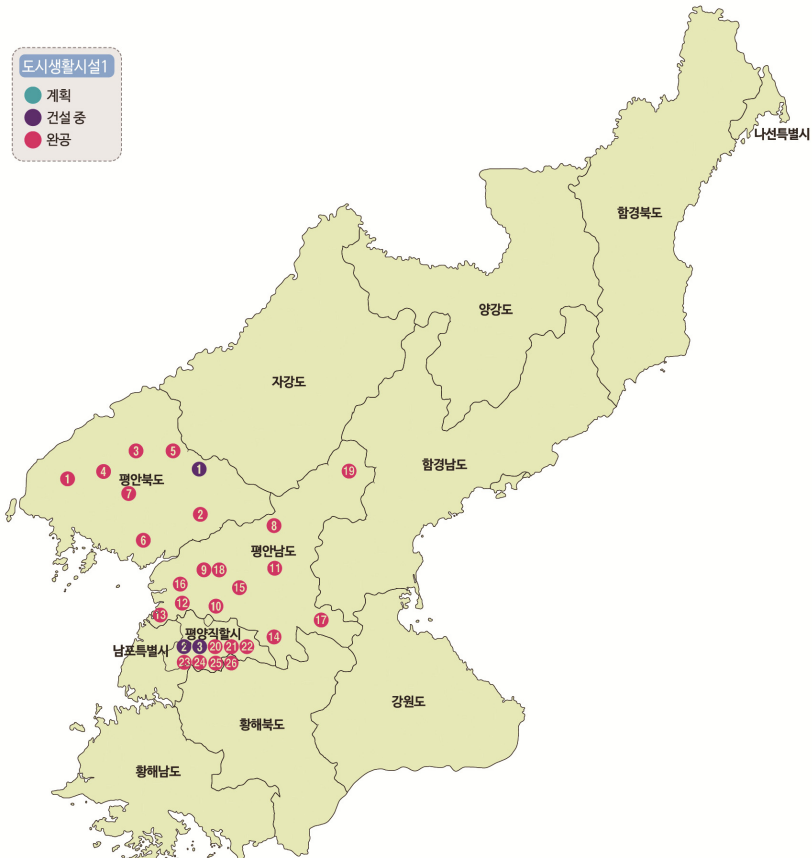 도시생활시설1
계획
건설 중
완공
나선특별시
함경북도
양강도
자강도
함경남도
19
3
5
1
4
1
평안북도
7
2
8
6
평안남도
9
18
11
16
15
12
10
13
17
평양직할시
14
남포특별시
2
3
20
21
22
23
24
25
26
강원도
황해북도
황해남도